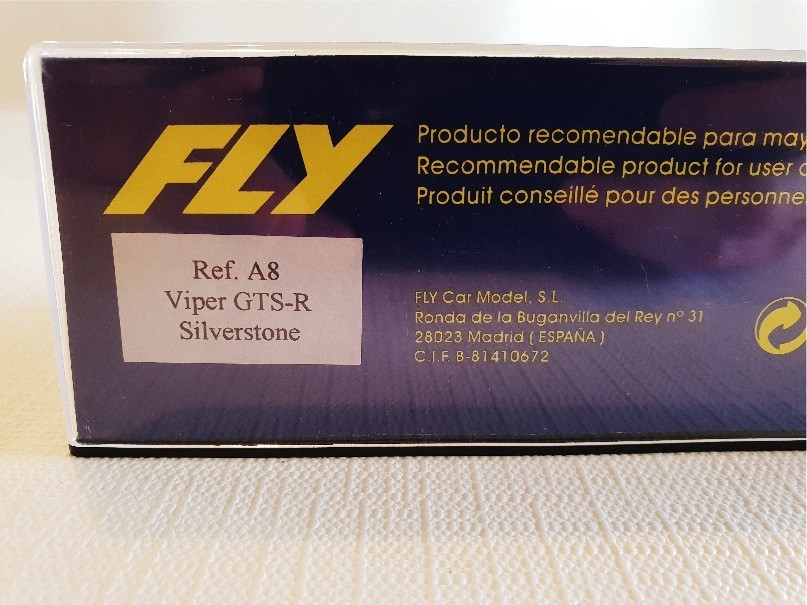 FLY
Producto recomendable para may
Recommendable product for user
Produit conseillé pour des personne
Ref. A8
Viper GTS-R
Silverstone
FLY Car Model, S.L.
Ronda de la Buganvilla del Rey nº 31
28023 Madrid ( ESPAÑA )
C.I.F. B-81410672